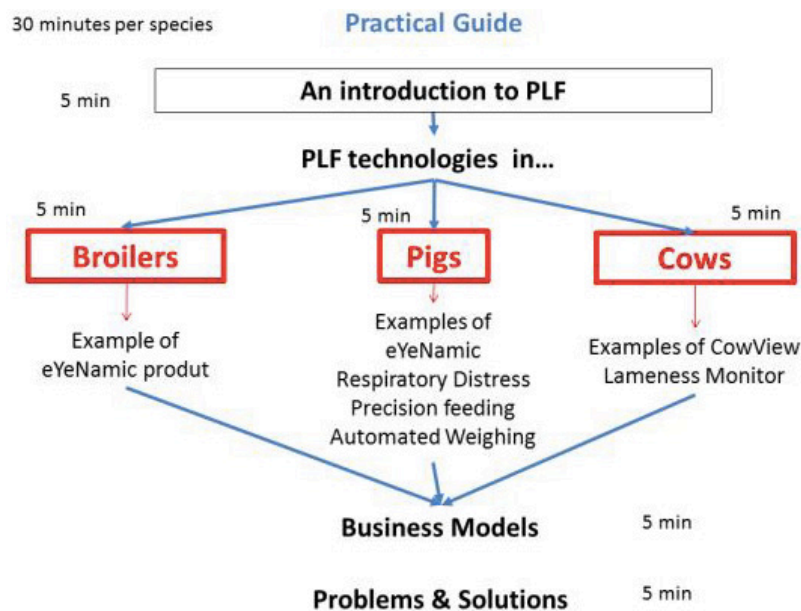 30 minutes per species
Practical Guide
5 min
An introduction to PLF
PLF technologies in...
5 min
5 min
5 min
Broilers
Pigs
Cows
Example of
eYeNamic produt
Examples of
eYeNamic
Respiratory Distress
Precision feeding
Automated Weighing
Examples of CowView
Lameness Monitor
Business Models
5 min
Problems & Solutions
5 min